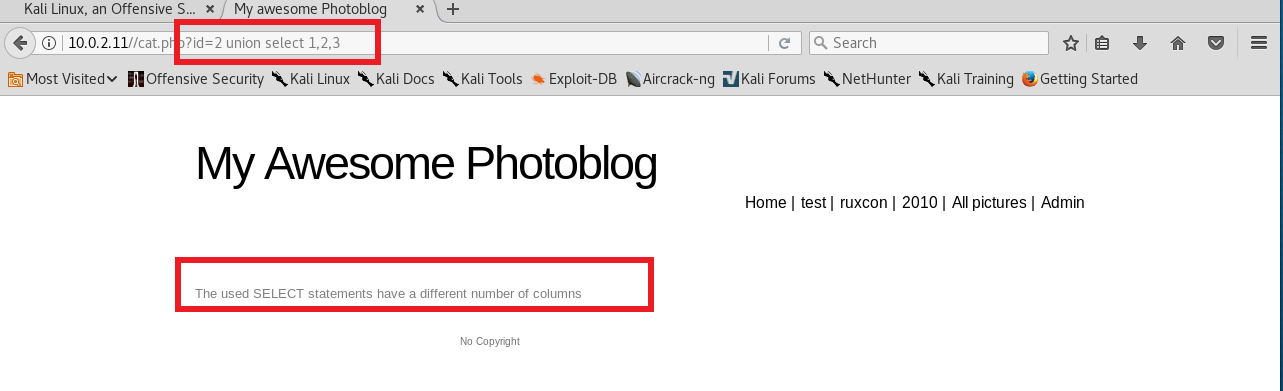 Kali Linux, an Offensive S... × My awesome Photoblog × +
10.0.2.11//cat.php?id=2 union select 1,2,3 Search
Most Visited Offensive Security Kali Linux Kali Docs Kali Tools Exploit-DB Aircrack-ng Kali Forums NetHunter Kali Training Getting Started
My Awesome Photoblog
Home | test | ruxcon | 2010 | All pictures | Admin
The used SELECT statements have a different number of columns
No Copyright